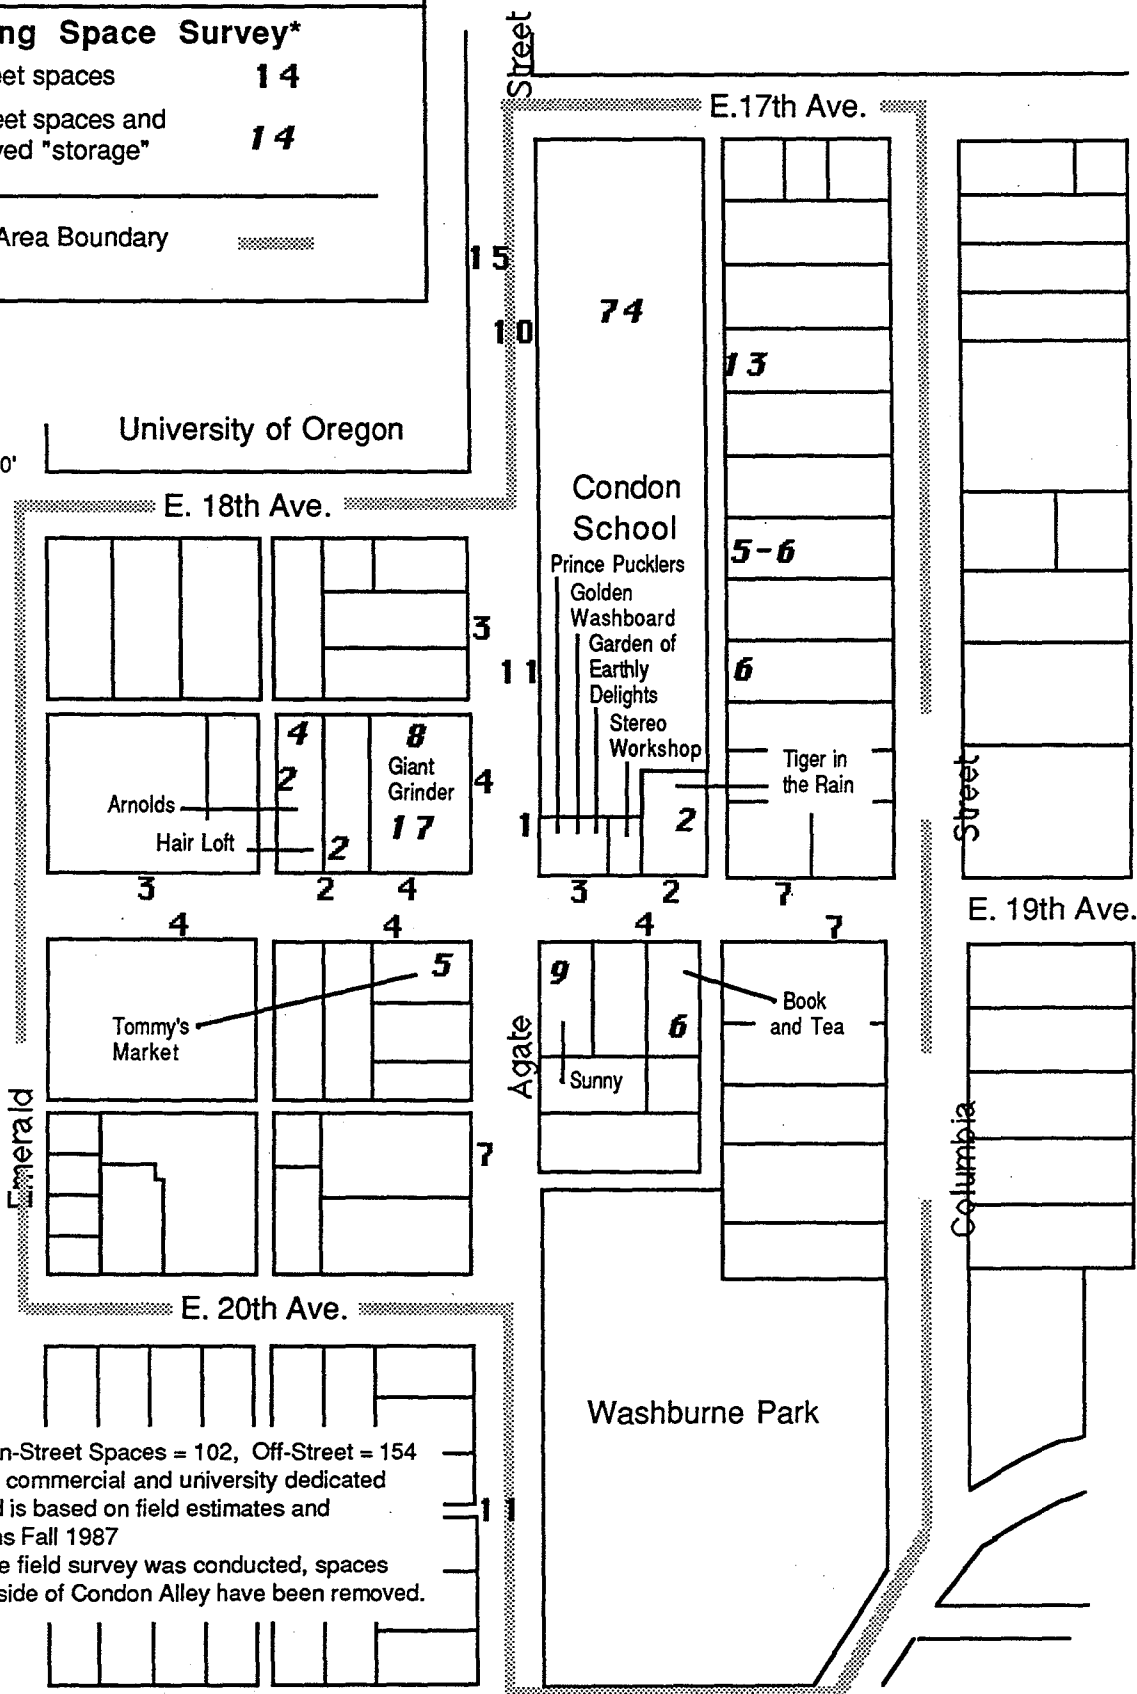 ng Space Survey*
eet spaces 14
eet spaces and
ved "storage" 14
Area Boundary
Street
E.17th Ave.
15
74
10
13
University of Oregon
0'
Condon
School
E. 18th Ave.
5-6
Prince Pucklers
Golden
Washboard
Garden of
Earthly
Delights
Stereo
Workshop
3
11
6
4
8
Giant
Grinder
2
4
Arnolds
17
Hair Loft
2
1
2
Tiger in
the Rain
Street
3
2
4
3
2
7
E. 19th Ave.
4
4
4
7
5
9
6
Tommy's
Market
Book
and Tea
Agate
Sunny
Emerald
7
Columbia
E. 20th Ave.
Washburne Park
n-Street Spaces = 102, Off-Street = 154
commercial and university dedicated
d is based on field estimates and
ns Fall 1987
e field survey was conducted, spaces
side of Condon Alley have been removed.
11